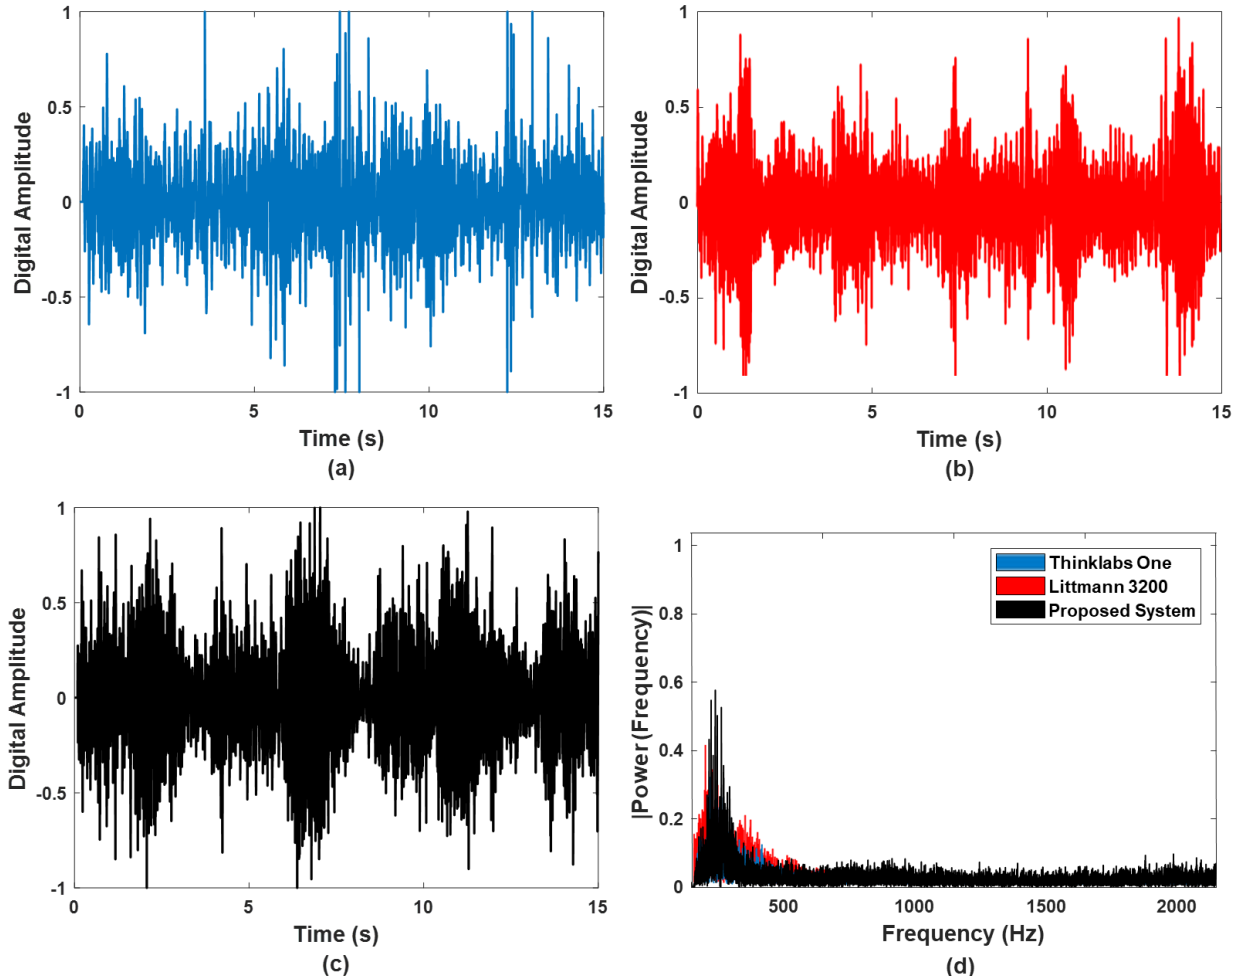 1
0.5
0
-0.5
-1
Digital Amplitude
0 5 10 15
Time (s)
(a)
1
0.5
0
-0.5
-1
Digital Amplitude
0 5 10 15
Time (s)
(b)
1
0.5
0
-0.5
-1
Digital Amplitude
0 5 10 15
Time (s)
(c)
1
0.8
0.6
0.4
0.2
0
|Power(Frequency)|
Thinklabs One
Littmann 3200
Proposed System
500 1000 1500 2000
Frequency (Hz)
(d)